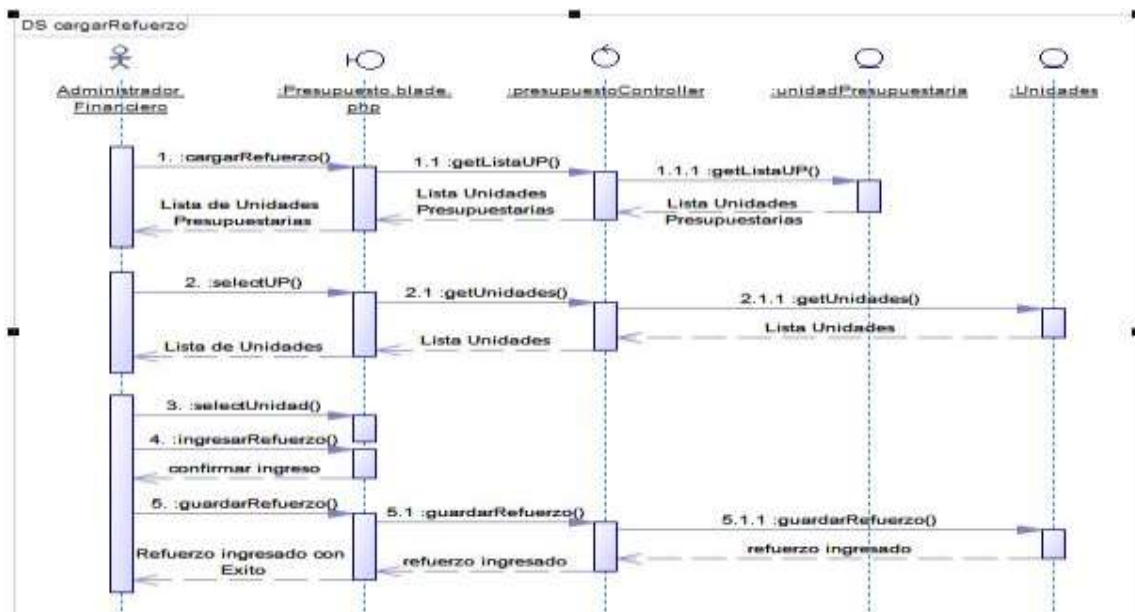 DS cargarRefuerzo
Administrador
Financiero
:Presupuesto.blade.
php
:presupuestoController
:unidadPresupuestaria
:Unidades
1. :cargarRefuerzo()
1.1 :getListaUP()
1.1.1 :getListaUP()
Lista de Unidades
Presupuestarias
Lista Unidades
Presupuestarias
Lista Unidades
Presupuestarias
2. :selectUP()
2.1 :getUnidades()
2.1.1 :getUnidades()
Lista de Unidades
Lista Unidades
Lista Unidades
3. :selectUnidad()
4. :ingresarRefuerzo()
confirmar ingreso
5. :guardarRefuerzo()
5.1 :guardarRefuerzo()
5.1.1 :guardarRefuerzo()
Refuerzo ingresado con
Exito
refuerzo ingresado
refuerzo ingresado